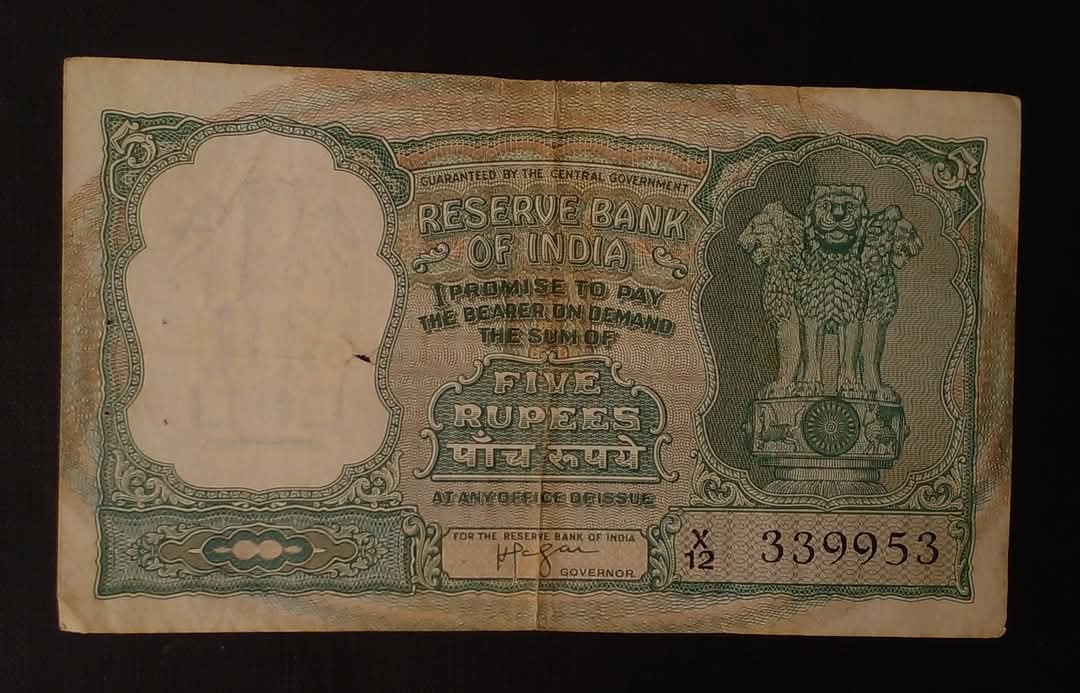 5
5
GUARANTEED BY THE CENTRAL GOVERNMENT
RESERVE BANK
OF INDIA
I PROMISE TO PAY
THE BEARER ON DEMAND
THE SUM OF
FIVE
RUPEES
पाँच रूपये
AT ANY OFFICE OF ISSUE
FOR THE RESERVE BANK OF INDIA
GOVERNOR.
X
12
339953